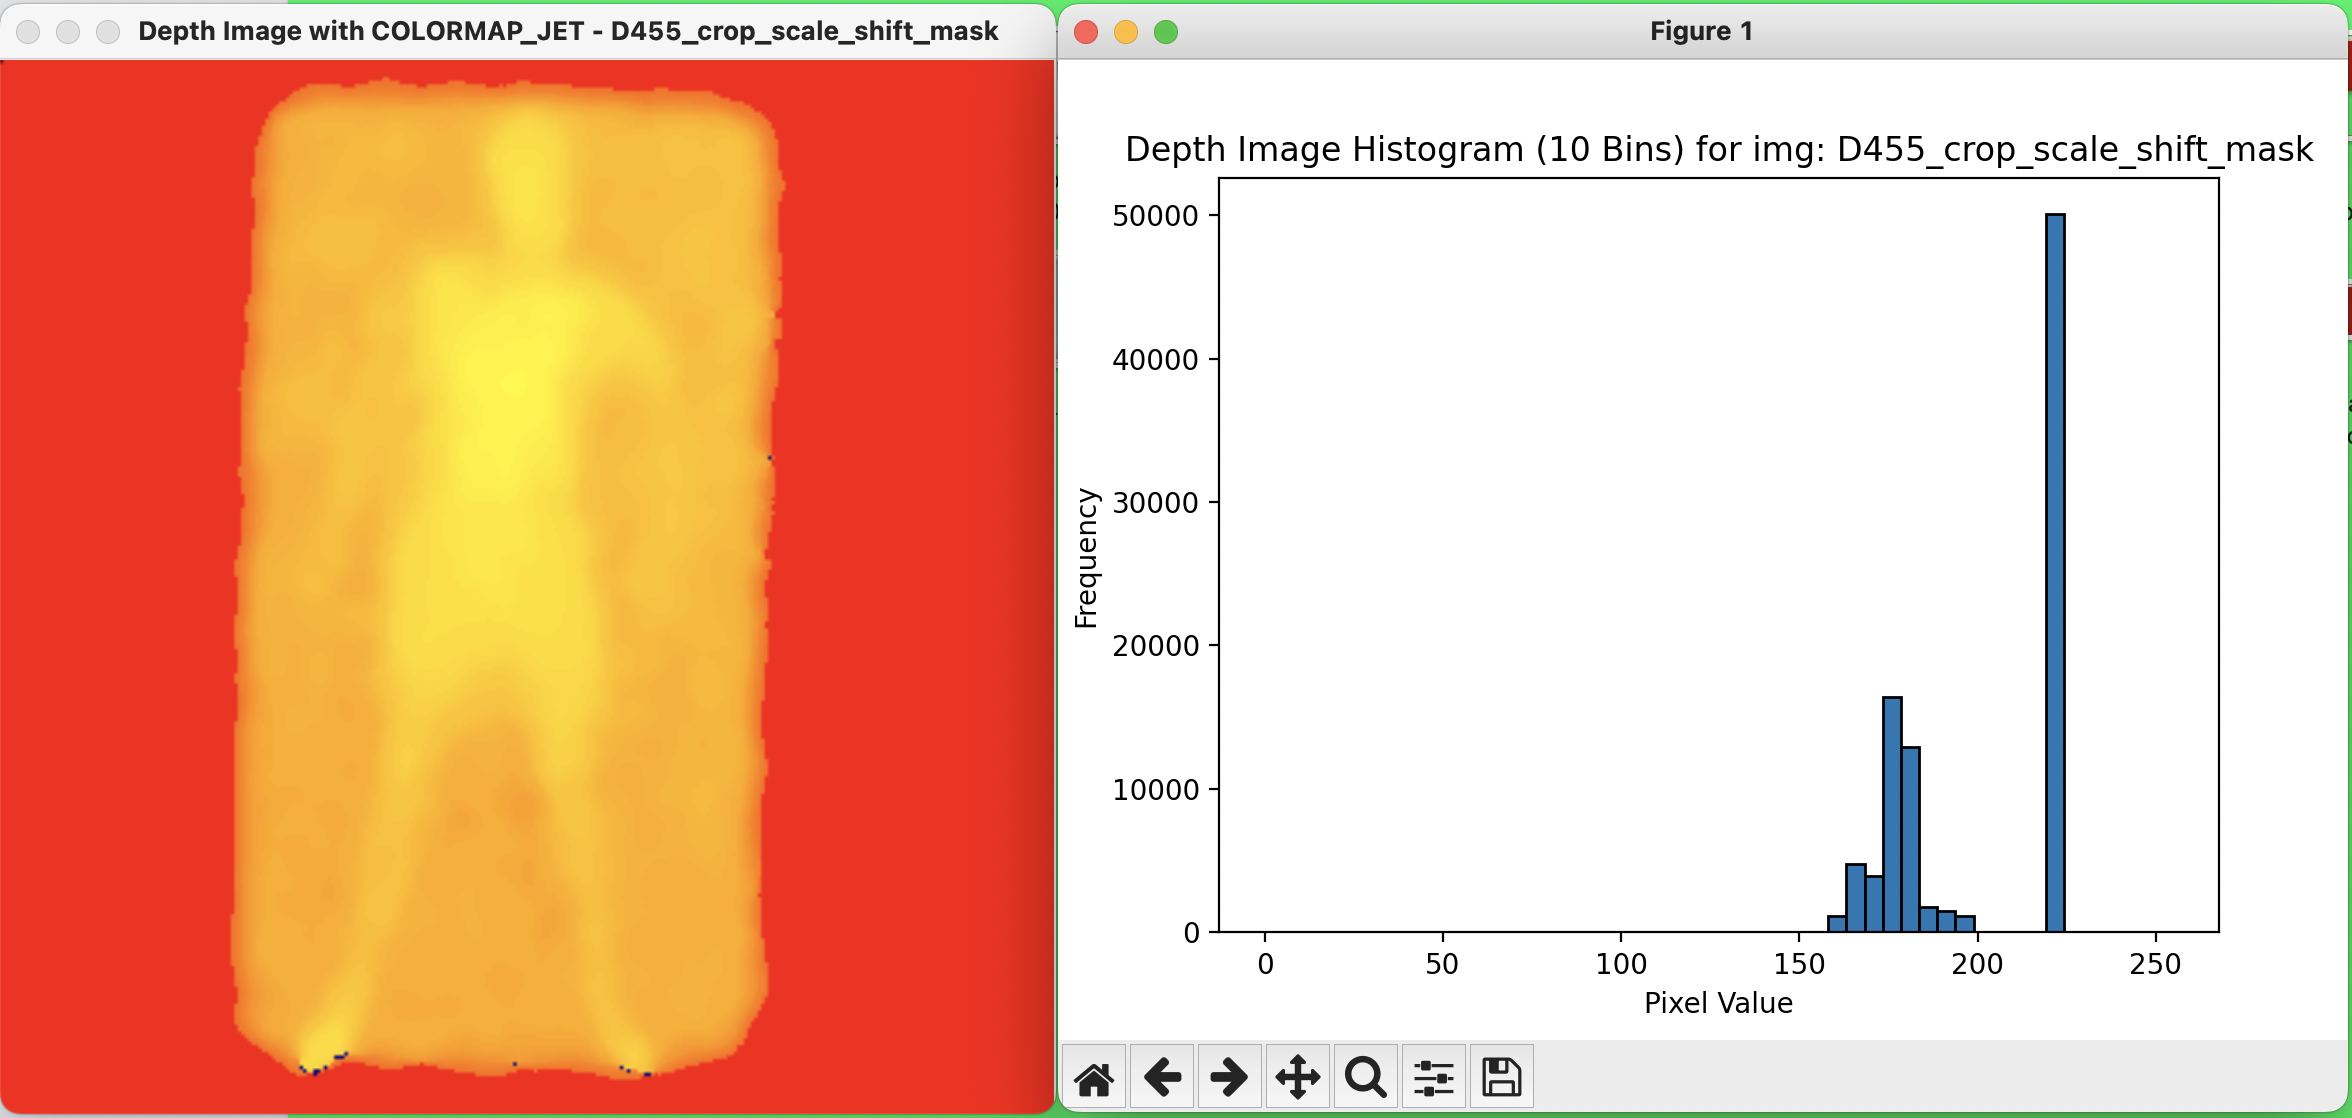 Depth Image with COLORMAP_JET - D455_crop_scale_shift_mask
Figure 1
Depth Image Histogram (10 Bins) for img: D455_crop_scale_shift_mask
50000
40000
30000
20000
10000
0
Frequency
0 50 100 150 200 250
Pixel Value